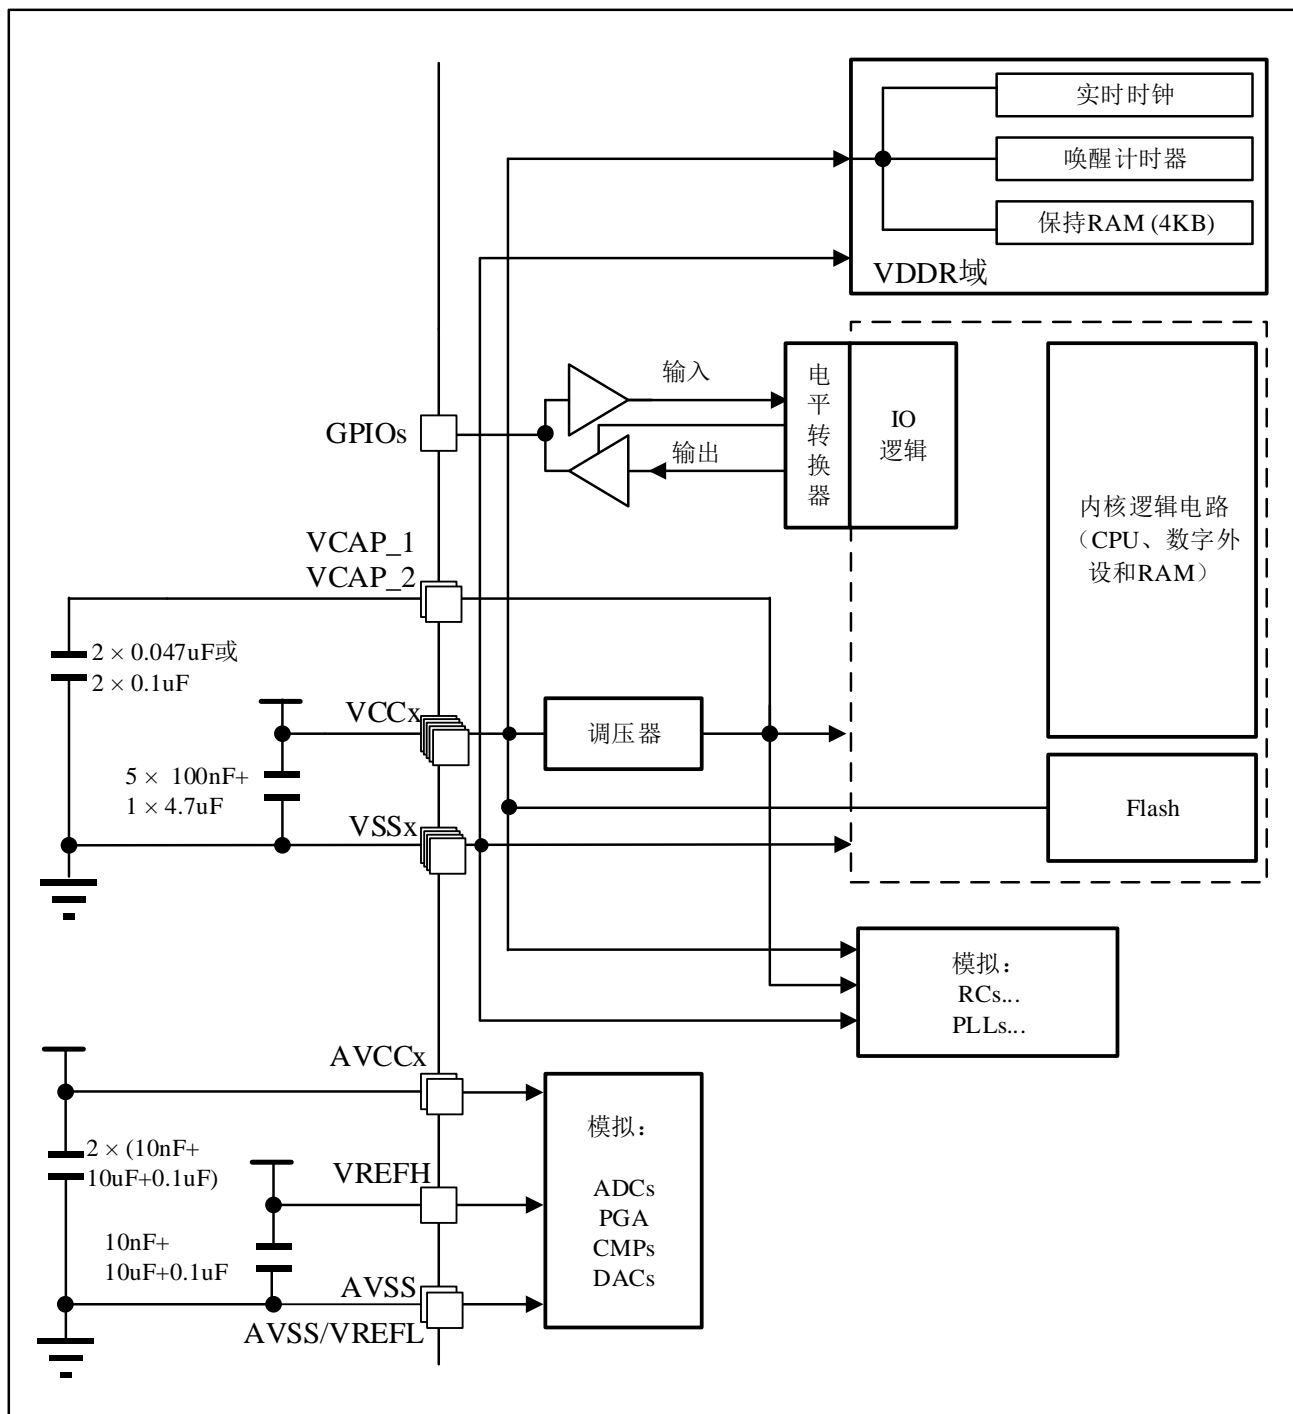 实时时钟
唤醒计时器
保持RAM (4KB)
VDDR域
输入
输出
GPIOs
电
平
转
换
器
IO
逻辑
内核逻辑电路
（CPU、数字外
设和RAM）
VCAP_1
VCAP_2
2 × 0.047uF或
2 × 0.1uF
VCCx
调压器
5 × 100nF+
1 × 4.7uF
VSSx
Flash
模拟：
RCs...
PLLs...
AVCCx
2 × (10nF+
10uF+0.1uF)
VREFH
10nF+
10uF+0.1uF
AVSS
AVSS/VREFL
模拟：
ADCs
PGA
CMPs
DACs